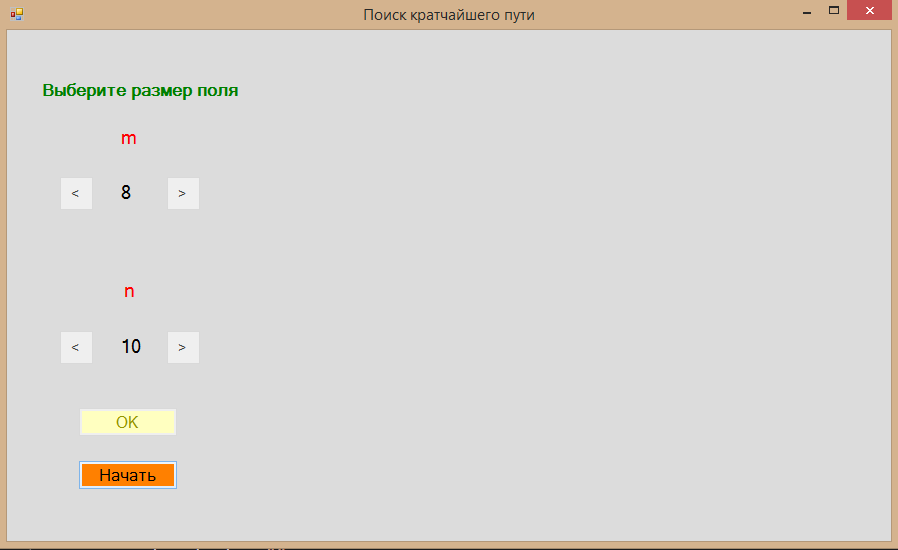 Поиск кратчайшего пути
Выберите размер поля
m
< 8 >
n
< 10 >
OK
Начать